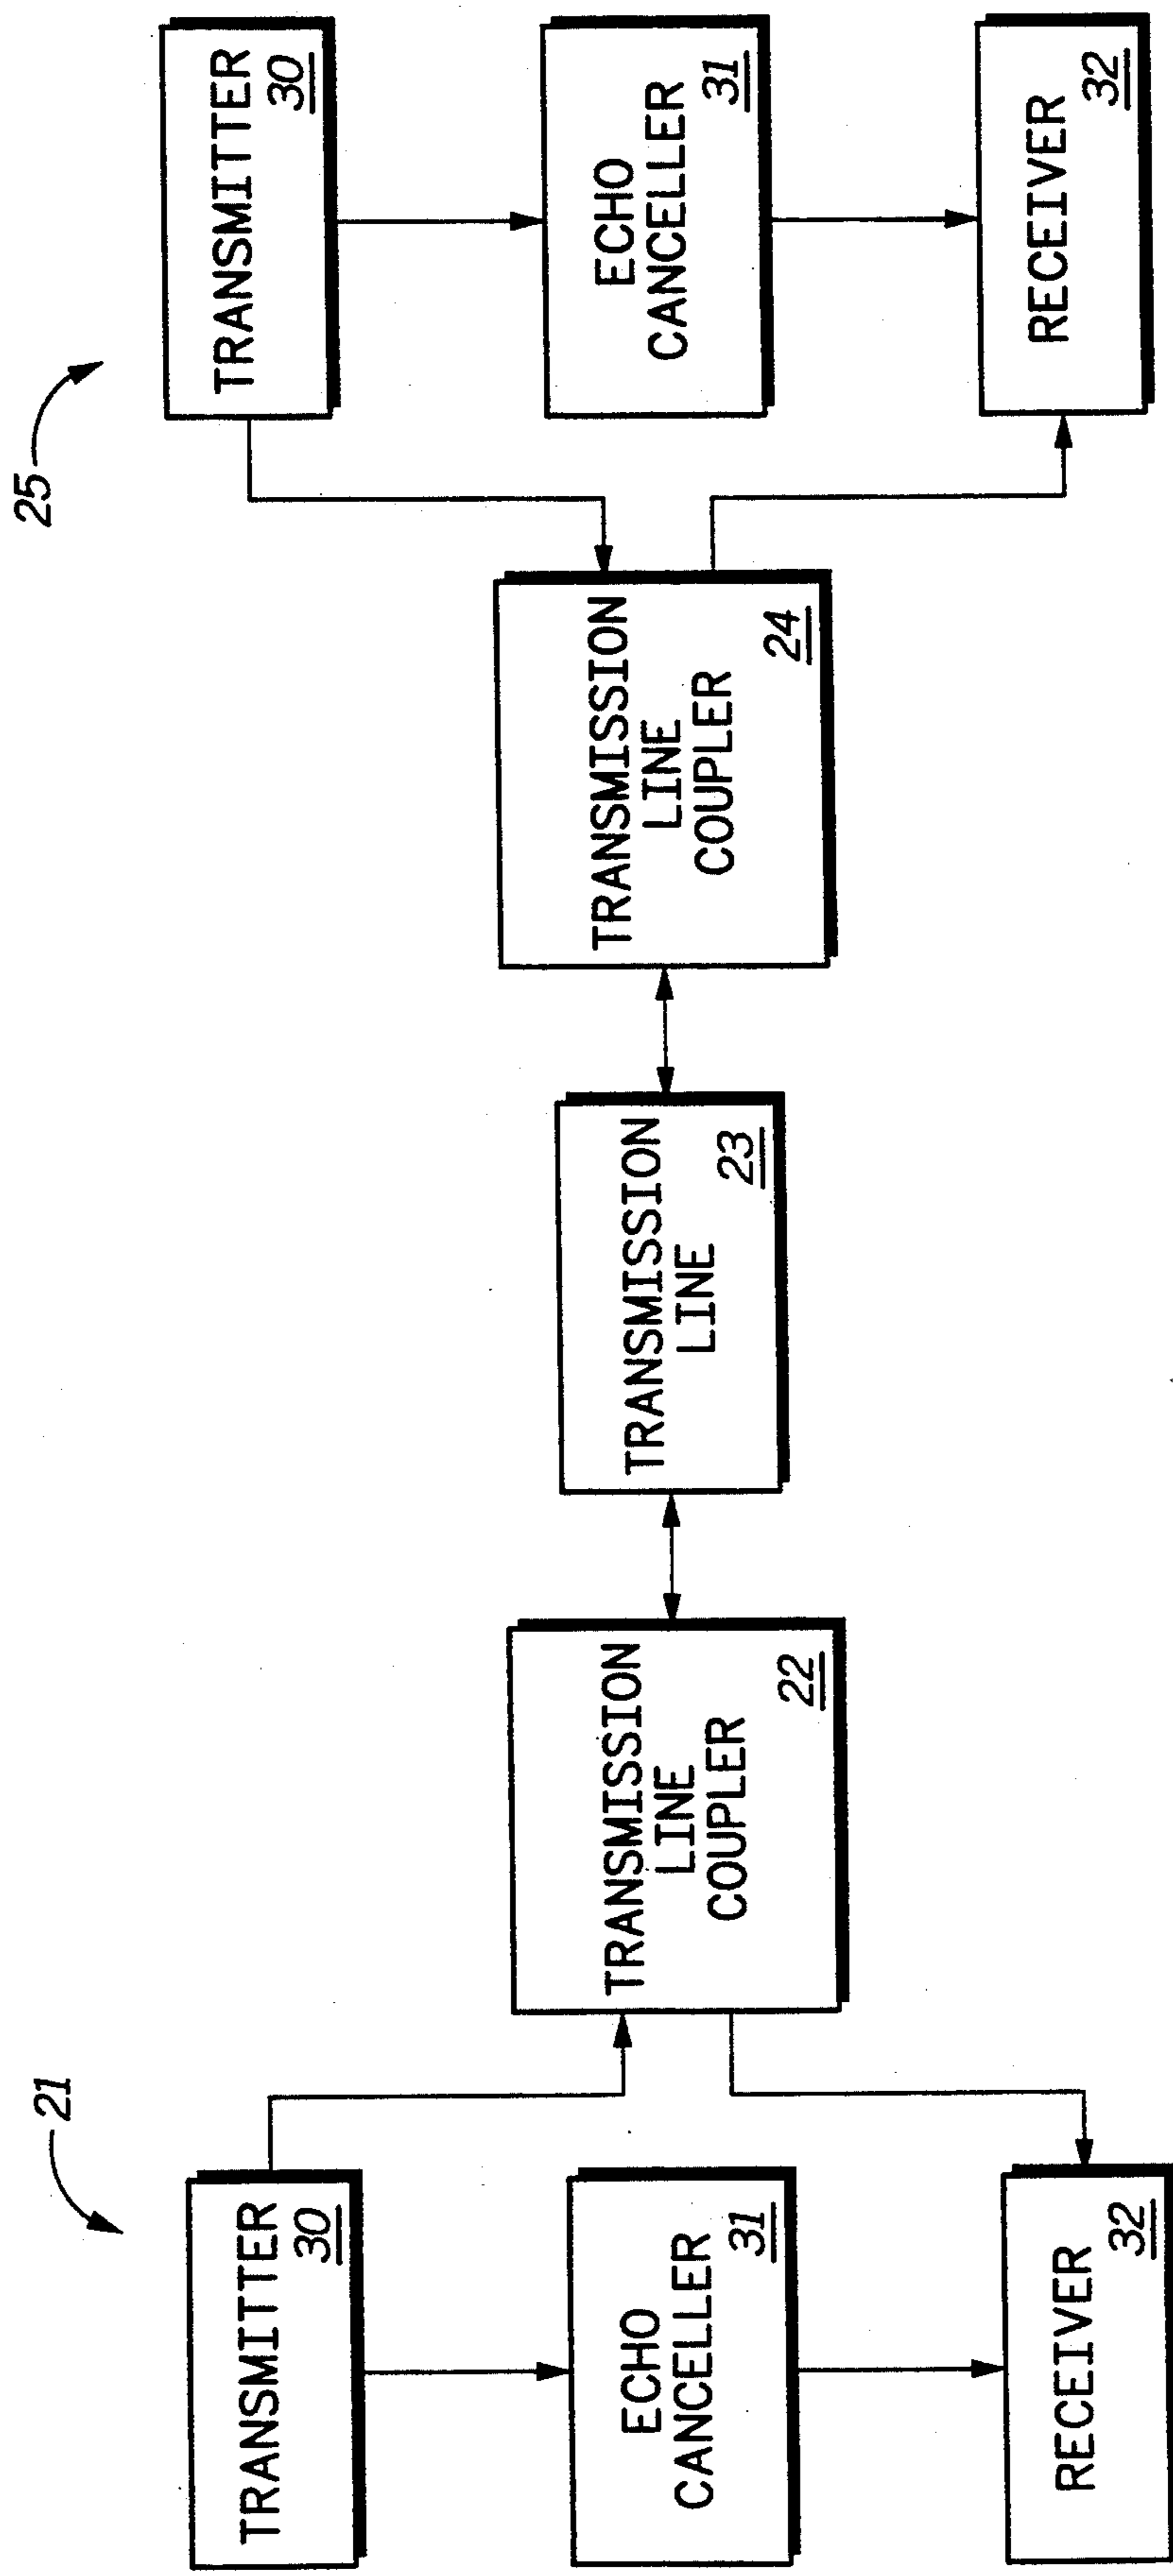 21
TRANSMITTER
30
ECHO
CANCELLER
31
RECEIVER
32
TRANSMISSION
LINE
COUPLER
22
TRANSMISSION
LINE
23
TRANSMISSION
LINE
COUPLER
24
25
TRANSMITTER
30
ECHO
CANCELLER
31
RECEIVER
32